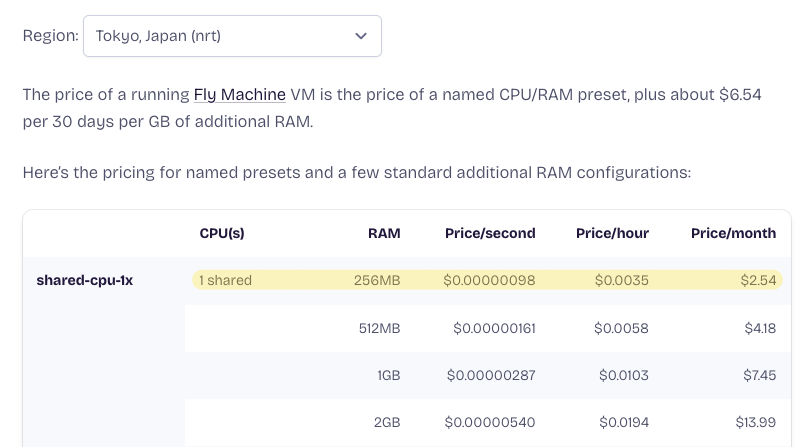 Region: Tokyo, Japan (nrt)
The price of a running Fly Machine VM is the price of a named CPU/RAM preset, plus about $6.54
per 30 days per GB of additional RAM.
Here's the pricing for named presets and a few standard additional RAM configurations:
CPU(s) RAM Price/second Price/hour Price/month
shared-cpu-1x 1 shared 256MB $0.00000098 $0.0035 $2.54
512MB $0.00000161 $0.0058 $4.18
1GB $0.00000287 $0.0103 $7.45
2GB $0.00000540 $0.0194 $13.99